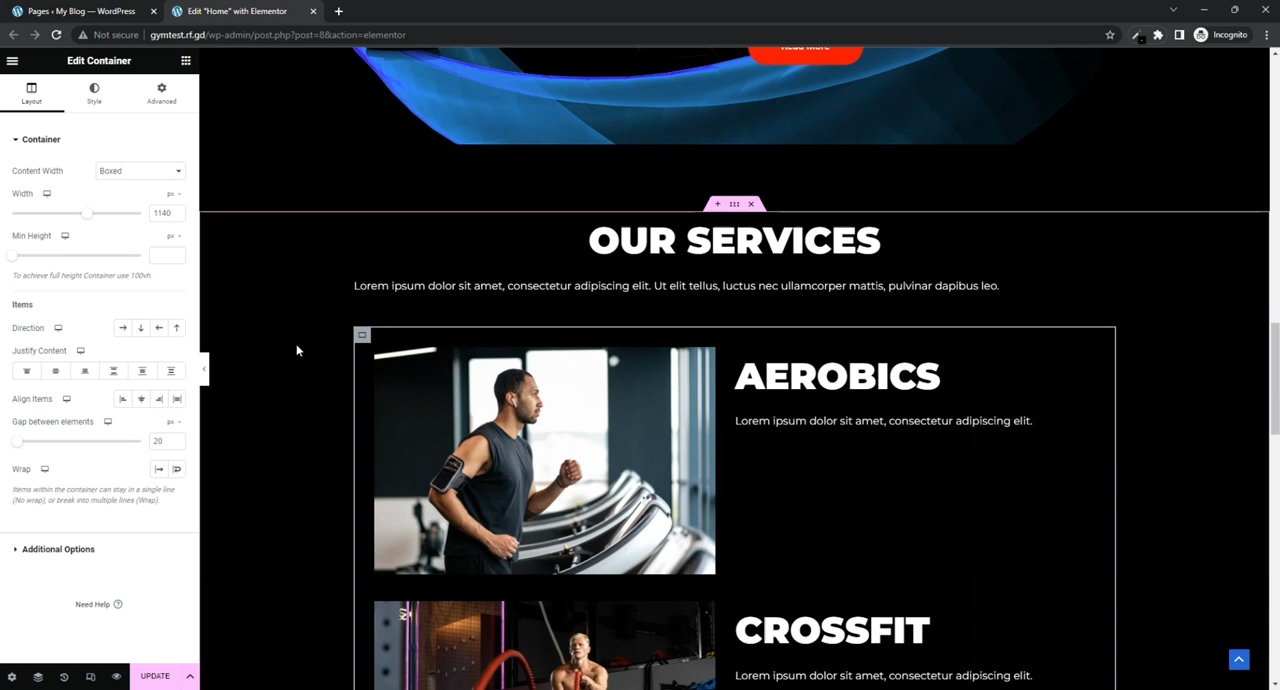 Pages ‹ My Blog — WordPress
Edit "Home" with Elementor
Not secure
gymtest.rf.gd/wp-admin/post.php?post=8&action=elementor
Incognito
Edit Container
Layout
Style
Advanced
Container
Content Width
Boxed
Width
px
1140
Min Height
px
To achieve full height Container use 100vh.
Items
Direction
Justify Content
Align Items
Gap between elements
px
20
Wrap
Items within the container can stay in a single line
(No wrap), or break into multiple lines (Wrap).
Additional Options
Need Help
UPDATE
Read More
OUR SERVICES
Lorem ipsum dolor sit amet, consectetur adipiscing elit. Ut elit tellus, luctus nec ullamcorper mattis, pulvinar dapibus leo.
AEROBICS
Lorem ipsum dolor sit amet, consectetur adipiscing elit.
CROSSFIT
Lorem ipsum dolor sit amet, consectetur adipiscing elit.